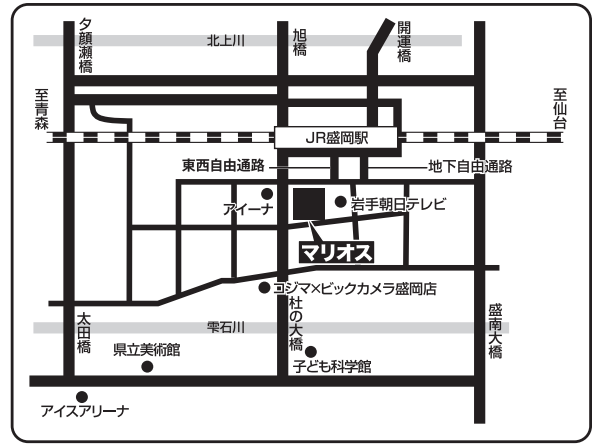 夕顔瀬橋
北上川
旭橋
開運橋
至青森
至仙台
JR盛岡駅
東西自由通路
地下自由通路
アイーナ
岩手朝日テレビ
マリオス
コジマ×ビックカメラ盛岡店
太田橋
雫石川
杜の大橋
盛南大橋
県立美術館
子ども科学館
アイスアリーナ